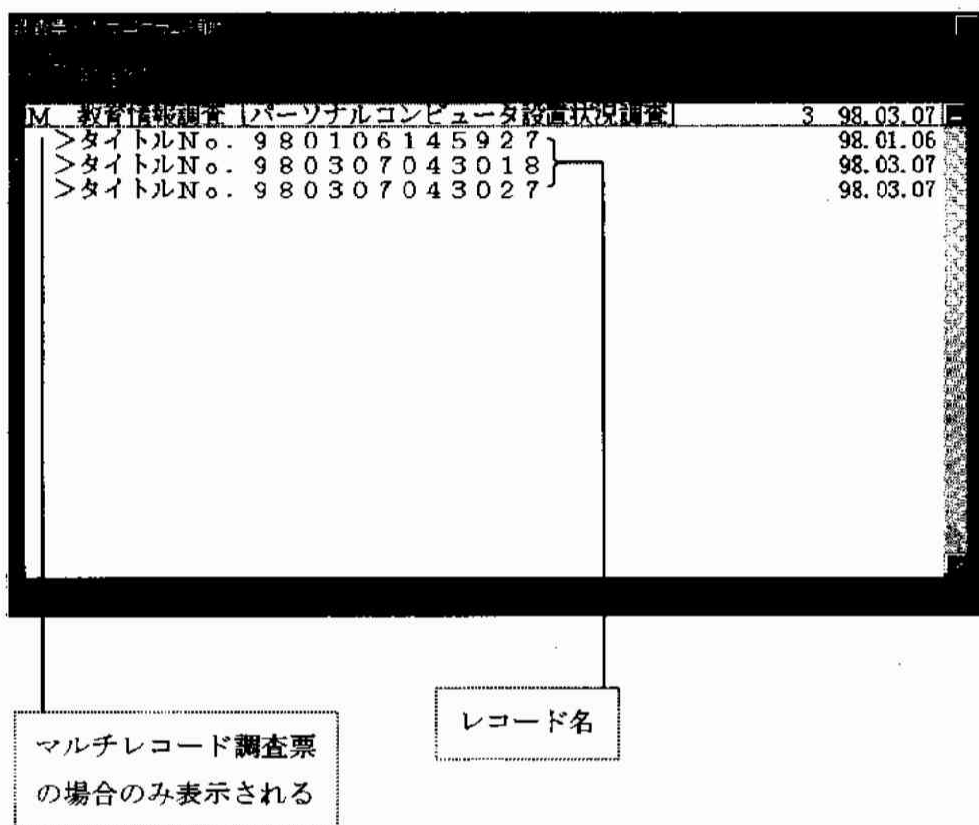 M 教育情報調査 [パーソナルコンピュータ設置状況調査] 3 98.03.07
>タイトルNo. 980106145927 98.01.06
>タイトルNo. 980307043018 98.03.07
>タイトルNo. 980307043027 98.03.07
レコード名
マルチレコード調査票
の場合のみ表示される